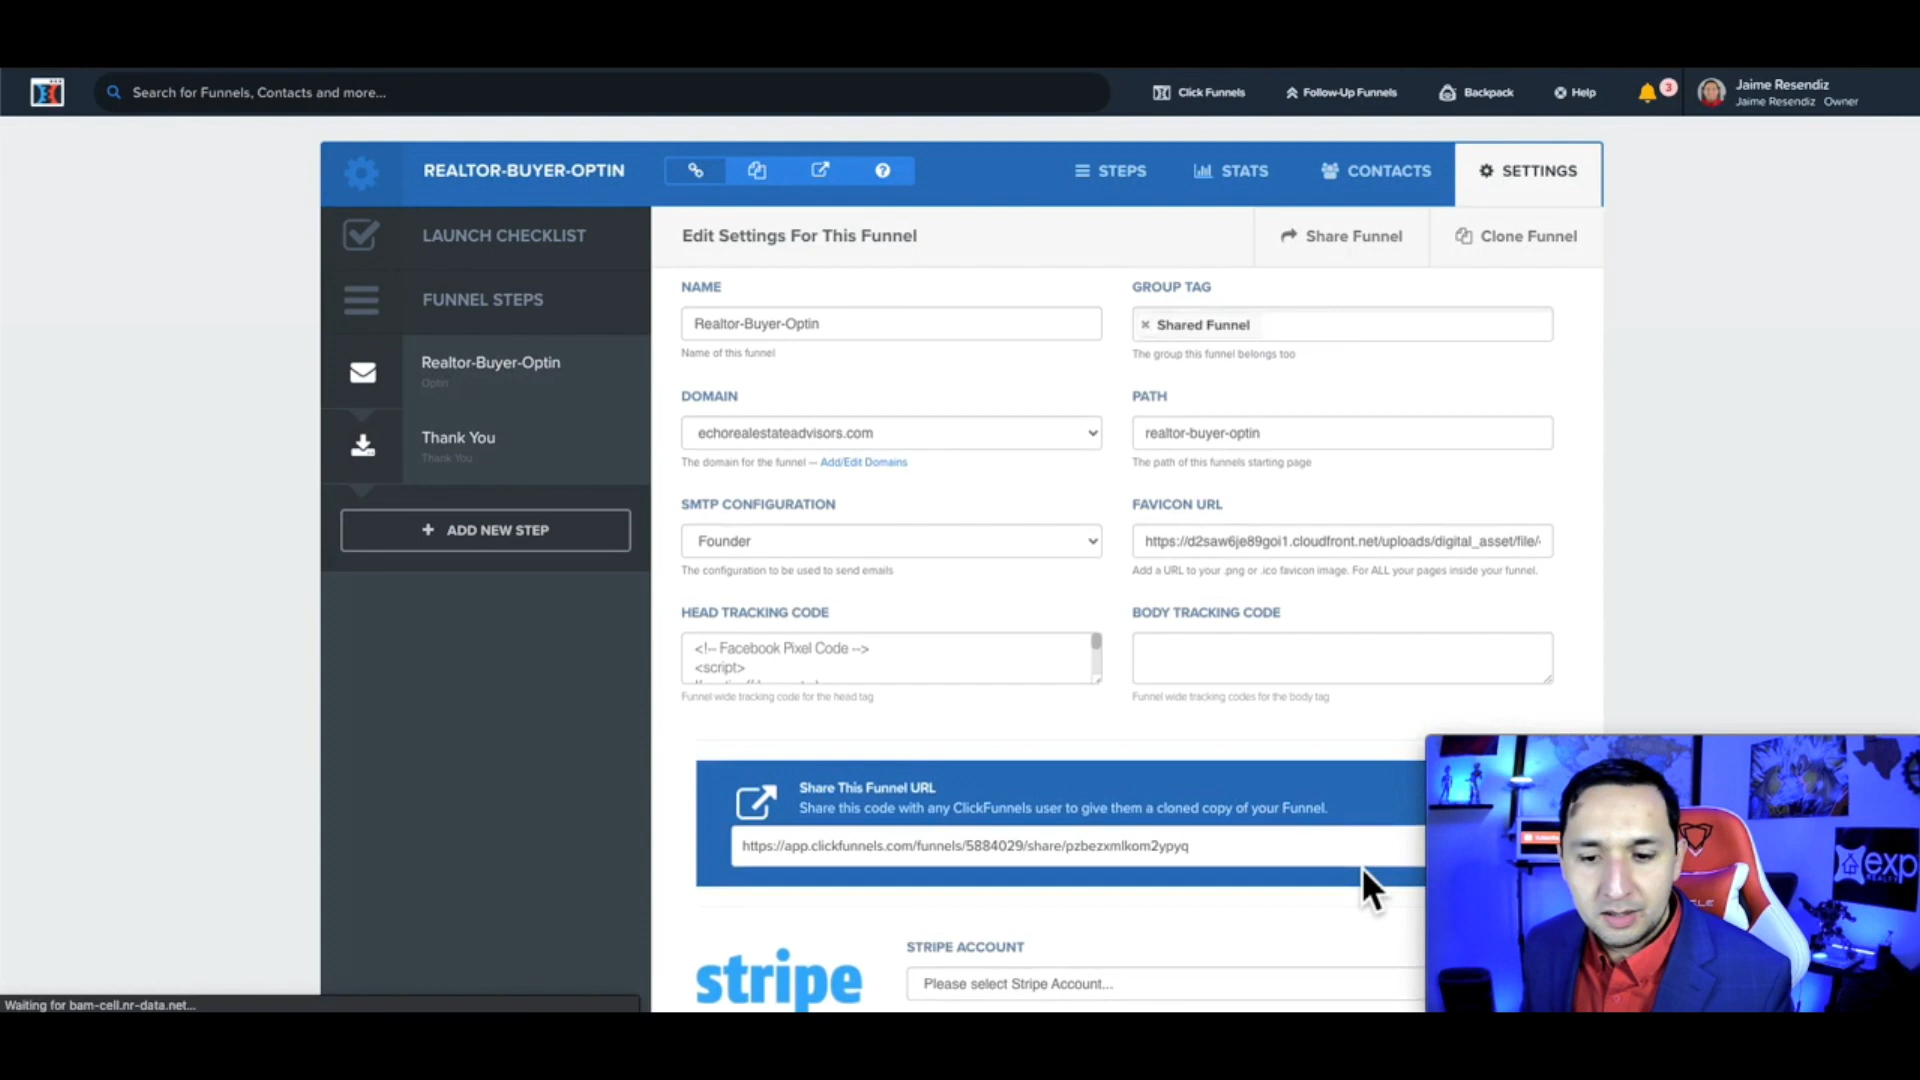 Search for Funnels, Contacts and more...
Click Funnels
Follow-Up Funnels
Backpack
Help
3
Jaime Resendiz
Jaime Resendiz Owner
REALTOR-BUYER-OPTIN
STEPS
STATS
CONTACTS
SETTINGS
LAUNCH CHECKLIST
FUNNEL STEPS
Realtor-Buyer-Optin
Optin
Thank You
Thank You
+ ADD NEW STEP
Edit Settings For This Funnel
Share Funnel
Clone Funnel
NAME
Realtor-Buyer-Optin
Name of this funnel
GROUP TAG
× Shared Funnel
The group this funnel belongs too
DOMAIN
echorealestateadvisors.com
The domain for the funnel — Add/Edit Domains
PATH
realtor-buyer-optin
The path of this funnels starting page
SMTP CONFIGURATION
Founder
The configuration to be used to send emails
FAVICON URL
https://d2saw6je89goi1.cloudfront.net/uploads/digital_asset/file/
Add a URL to your .png or .ico favicon image. For ALL your pages inside your funnel.
HEAD TRACKING CODE
<!-- Facebook Pixel Code -->
<script>
Funnel wide tracking code for the head tag
BODY TRACKING CODE
Funnel wide tracking codes for the body tag
Share This Funnel URL
Share this code with any ClickFunnels user to give them a cloned copy of your Funnel.
https://app.clickfunnels.com/funnels/5884029/share/pzbezxmlkom2ypyq
stripe
STRIPE ACCOUNT
Please select Stripe Account...
exp
REALTY
Waiting for bam-cell.nr-data.net...